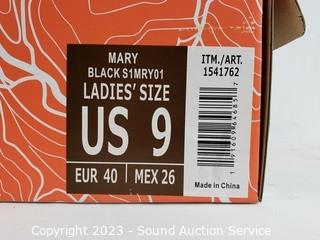 MARY
BLACK S1MRY01
LADIES' SIZE
US 9
EUR 40 MEX 26
ITM./ART.
1541762
Made in China
Copyright © 2023 - Sound Auction Service